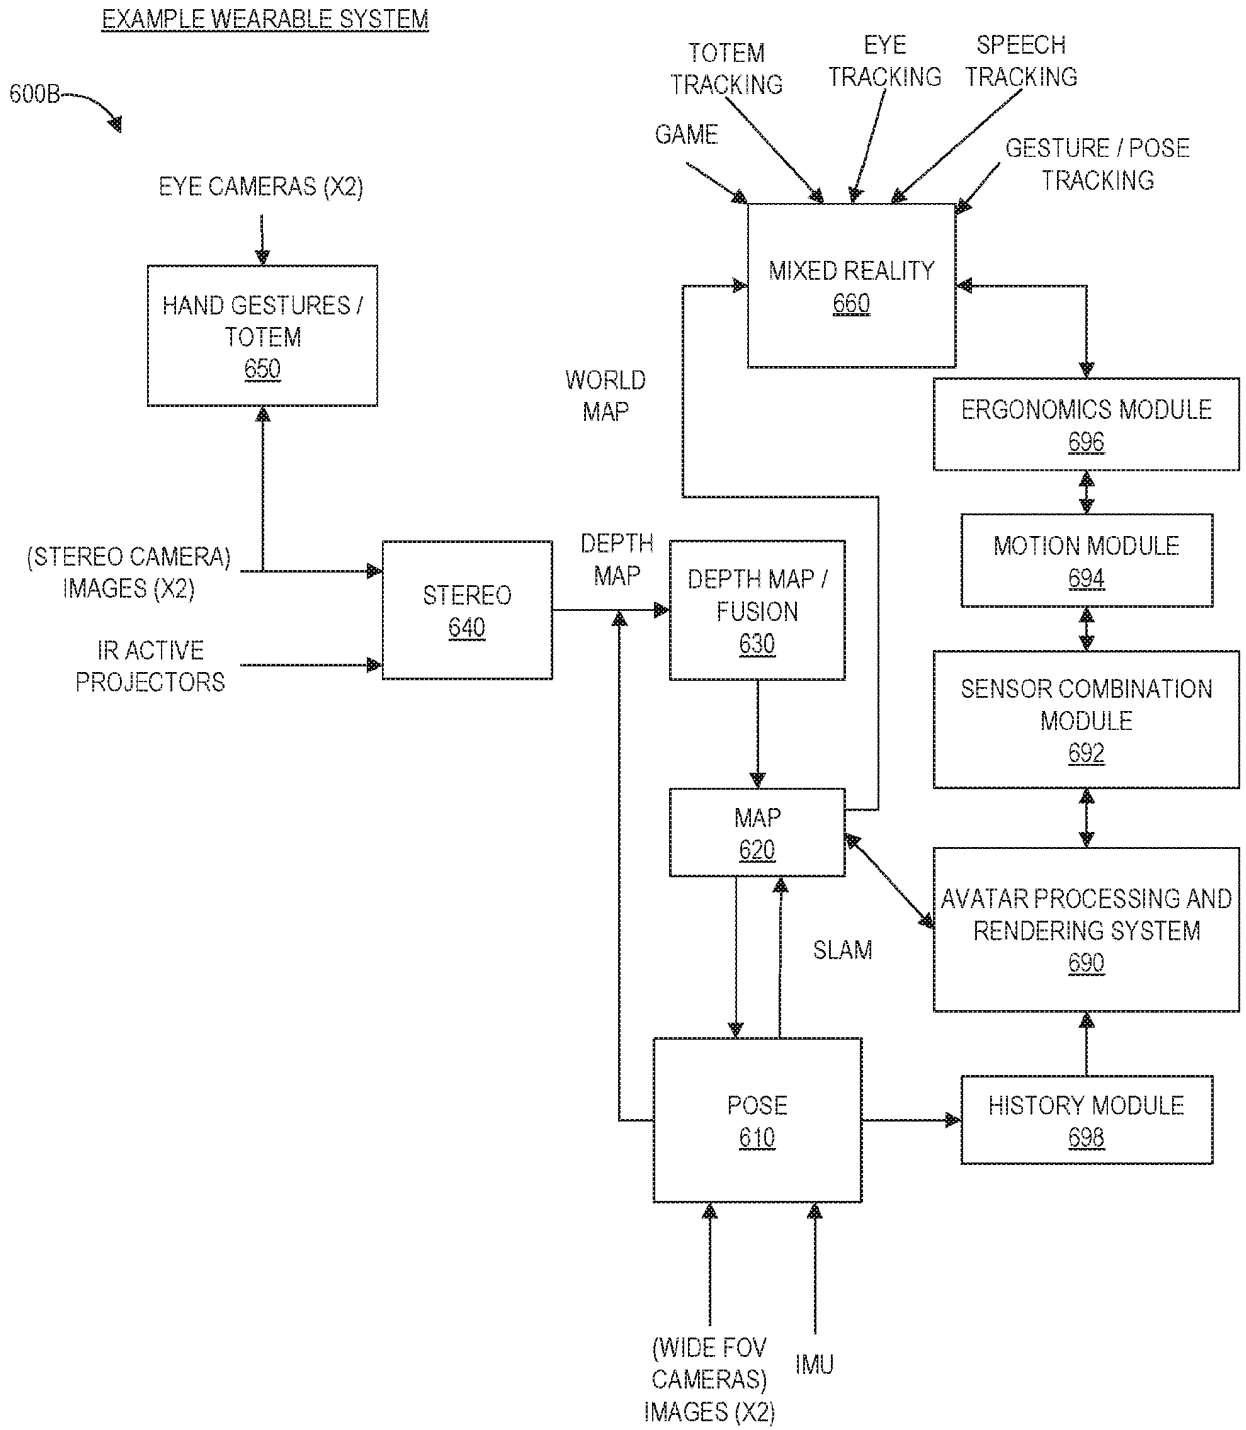 EXAMPLE WEARABLE SYSTEM
600B
TOTEM
TRACKING
EYE
TRACKING
SPEECH
TRACKING
GAME
GESTURE / POSE
TRACKING
EYE CAMERAS (X2)
HAND GESTURES /
TOTEM
650
MIXED REALITY
660
WORLD
MAP
ERGONOMICS MODULE
696
MOTION MODULE
694
(STEREO CAMERA)
IMAGES (X2)
IR ACTIVE
PROJECTORS
STEREO
640
DEPTH
MAP
DEPTH MAP /
FUSION
630
SENSOR COMBINATION
MODULE
692
MAP
620
AVATAR PROCESSING AND
RENDERING SYSTEM
690
SLAM
POSE
610
HISTORY MODULE
698
(WIDE FOV
CAMERAS)
IMAGES (X2)
IMU